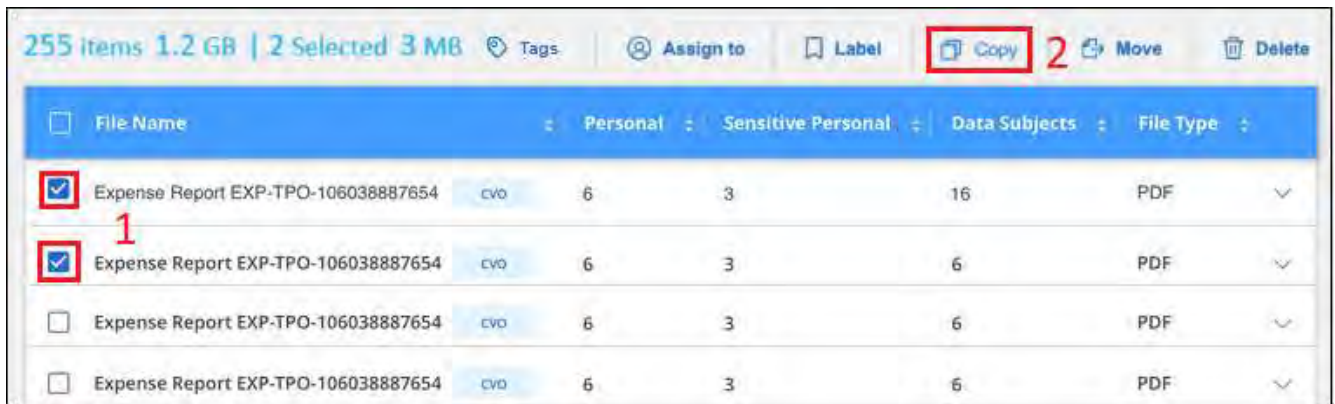 255 items 1.2 GB | 2 Selected 3 MB Tags Assign to Label Copy 2 Move Delete
File Name Personal Sensitive Personal Data Subjects File Type
Expense Report EXP-TPO-106038887654 CVO 6 3 16 PDF
1
Expense Report EXP-TPO-106038887654 CVO 6 3 6 PDF
Expense Report EXP-TPO-106038887654 CVO 6 3 6 PDF
Expense Report EXP-TPO-106038887654 CVO 6 3 6 PDF